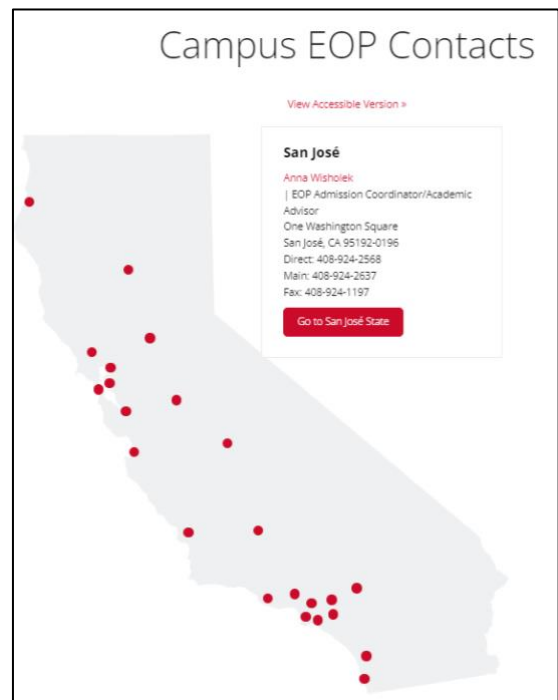 Campus EOP Contacts
View Accessible Version »
San José
Anna Wisholek
| EOP Admission Coordinator/Academic
Advisor
One Washington Square
San José, CA 95192-0196
Direct: 408-924-2568
Main: 408-924-2637
Fax: 408-924-1197
Go to San José State